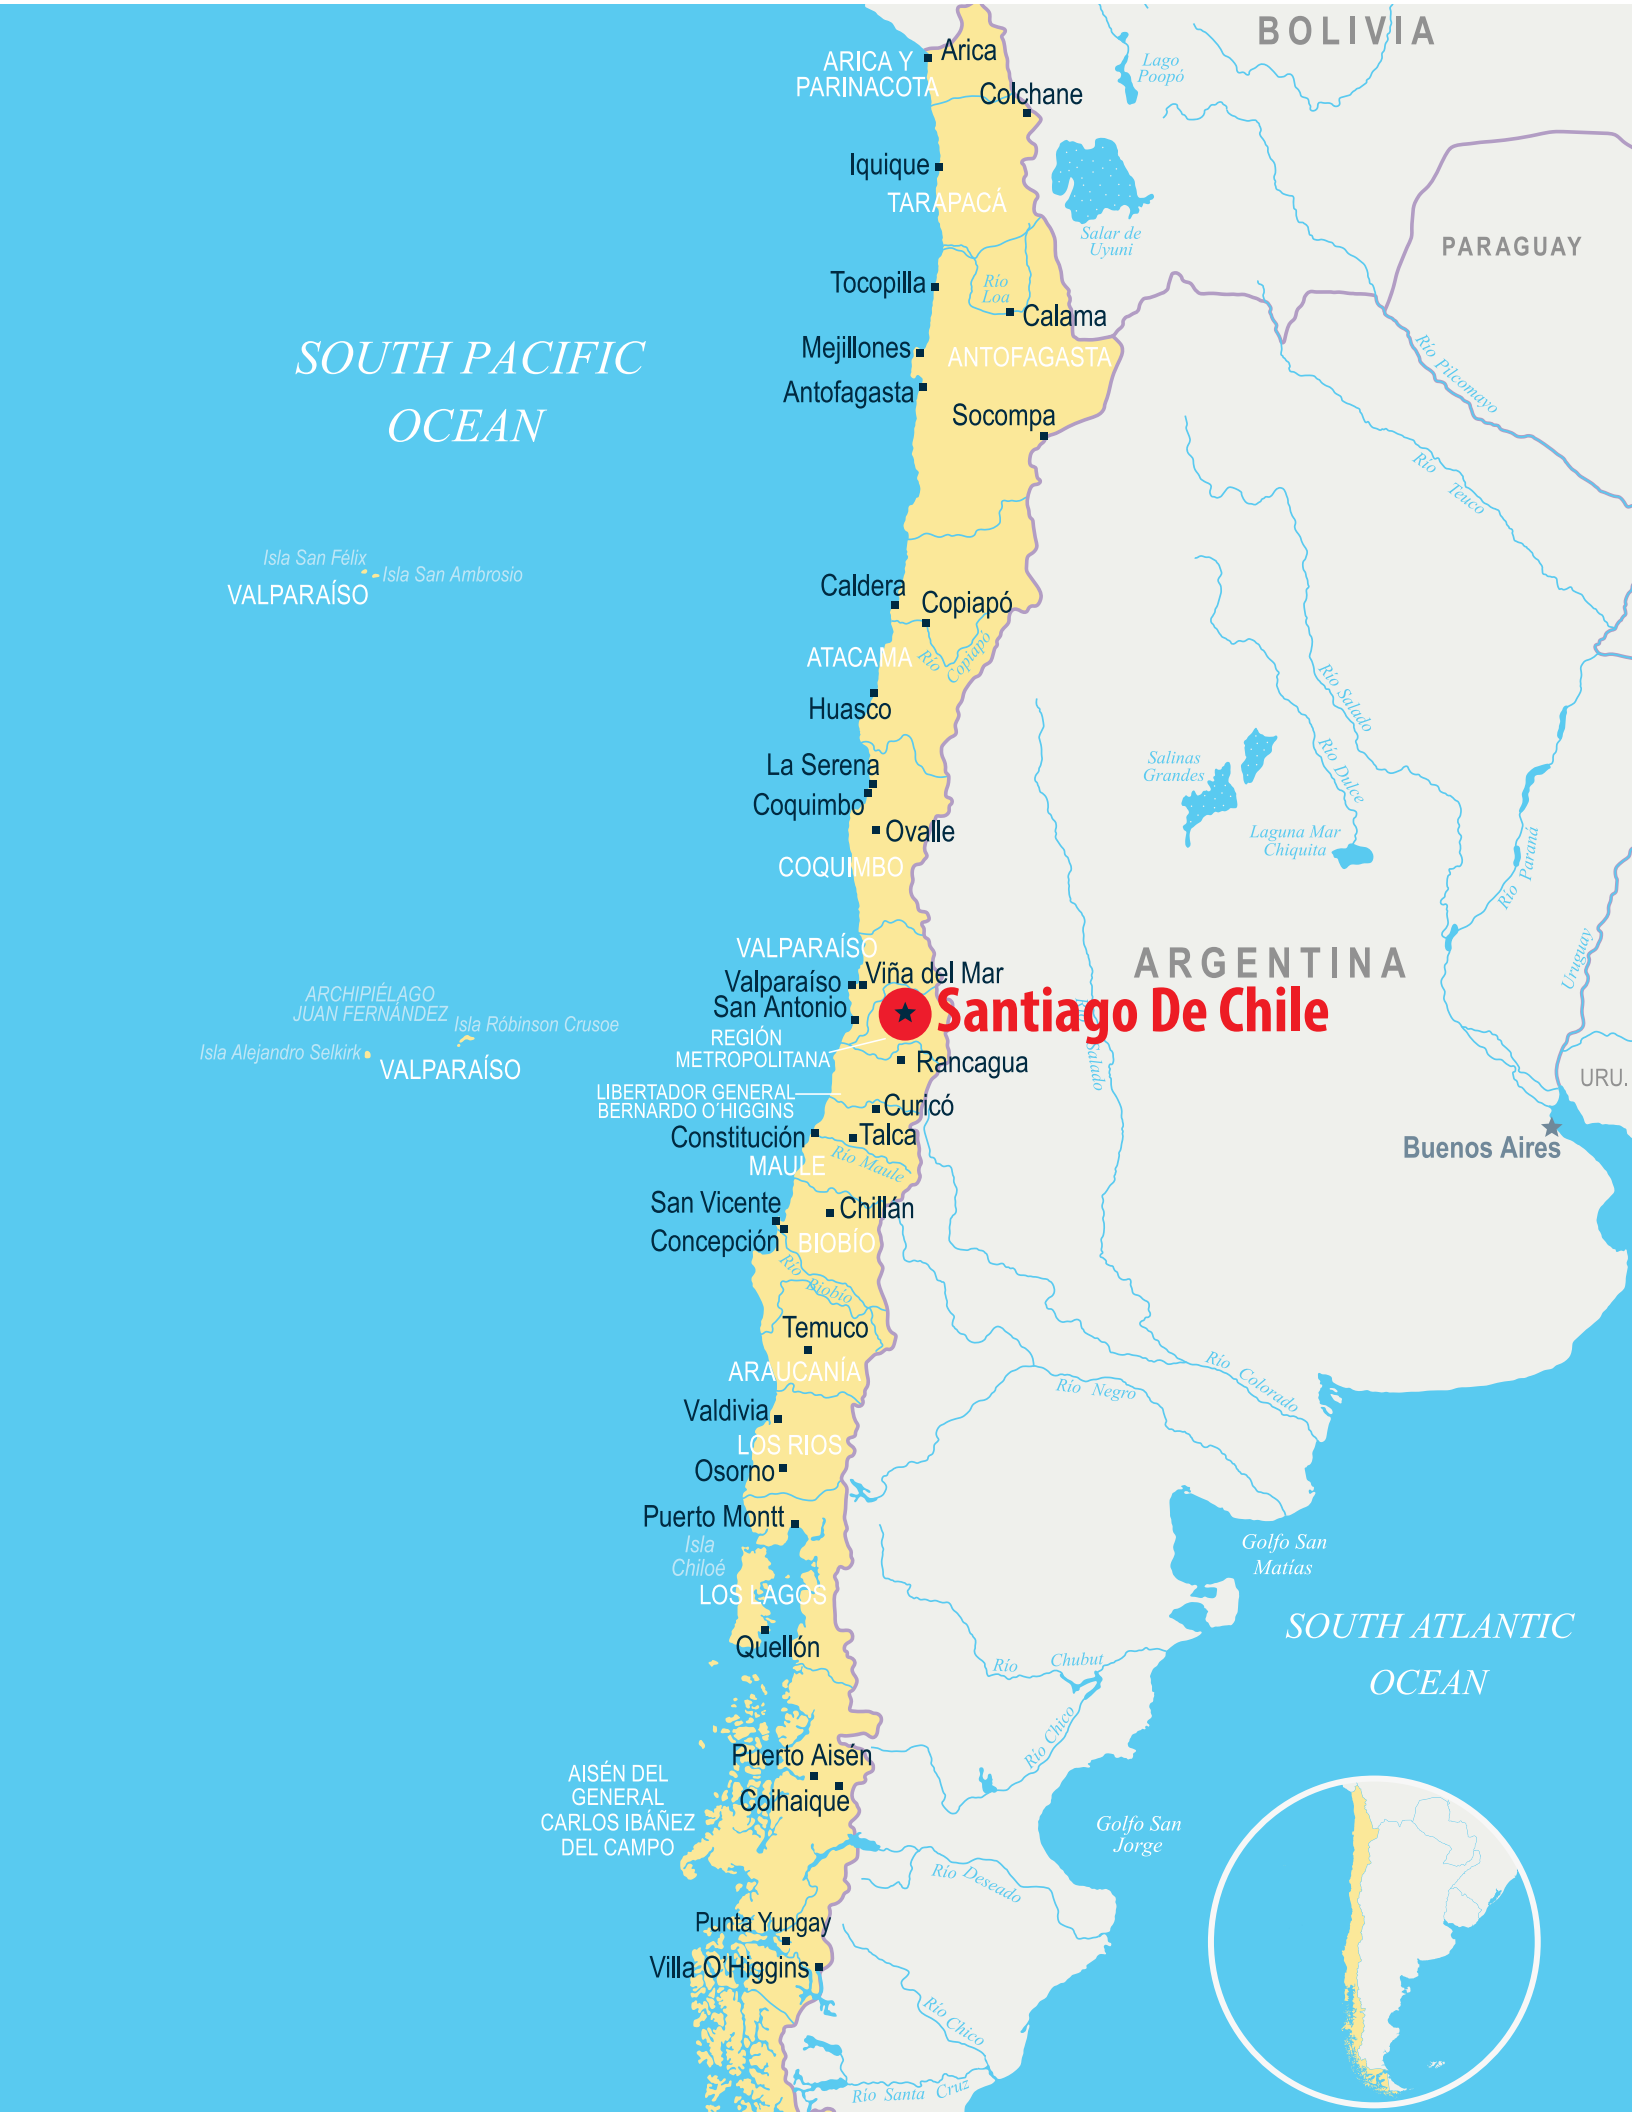 BOLIVIA
Arica
ARICA Y
PARINACOTA
Lago
Poopó
Colchane
Iquique
TARAPACÁ
Salar de
Uyuni
PARAGUAY
Tocopilla
Río
Loa
Calama
Mejillones
ANTOFAGASTA
SOUTH PACIFIC
OCEAN
Río Pilcomayo
Antofagasta
Socompa
Río Teuco
Isla San Félix
Isla San Ambrosio
VALPARAÍSO
Caldera
Copiapó
ATACAMA
Río Copiapó
Huasco
Río Salado
La Serena
Salinas
Grandes
Río Dulce
Coquimbo
Ovalle
Laguna Mar
Chiquita
Río Paraná
COQUIMBO
VALPARAÍSO
ARGENTINA
Uruguay
Valparaíso
Viña del Mar
ARCHIPIÉLAGO
JUAN FERNÁNDEZ
San Antonio
Santiago De Chile
Isla Róbinson Crusoe
Isla Alejandro Selkirk
VALPARAÍSO
REGIÓN
METROPOLITANA
Río Salado
Rancagua
URU.
LIBERTADOR GENERAL
BERNARDO O´HIGGINS
Curicó
Constitución
Talca
Buenos Aires
MAULE
Río Maule
San Vicente
Chillán
Concepción
BIOBÍO
Río Biobío
Temuco
ARAUCANÍA
Río Colorado
Río Negro
Valdivia
LOS RIOS
Osorno
Puerto Montt
Isla
Chiloé
Golfo San
Matías
LOS LAGOS
SOUTH ATLANTIC
OCEAN
Quellón
Río Chubut
Río Chico
Puerto Aisén
AISÉN DEL
GENERAL
CARLOS IBÁÑEZ
DEL CAMPO
Coihaique
Golfo San
Jorge
Río Deseado
Punta Yungay
Villa O'Higgins
Río Chico
Río Santa Cruz